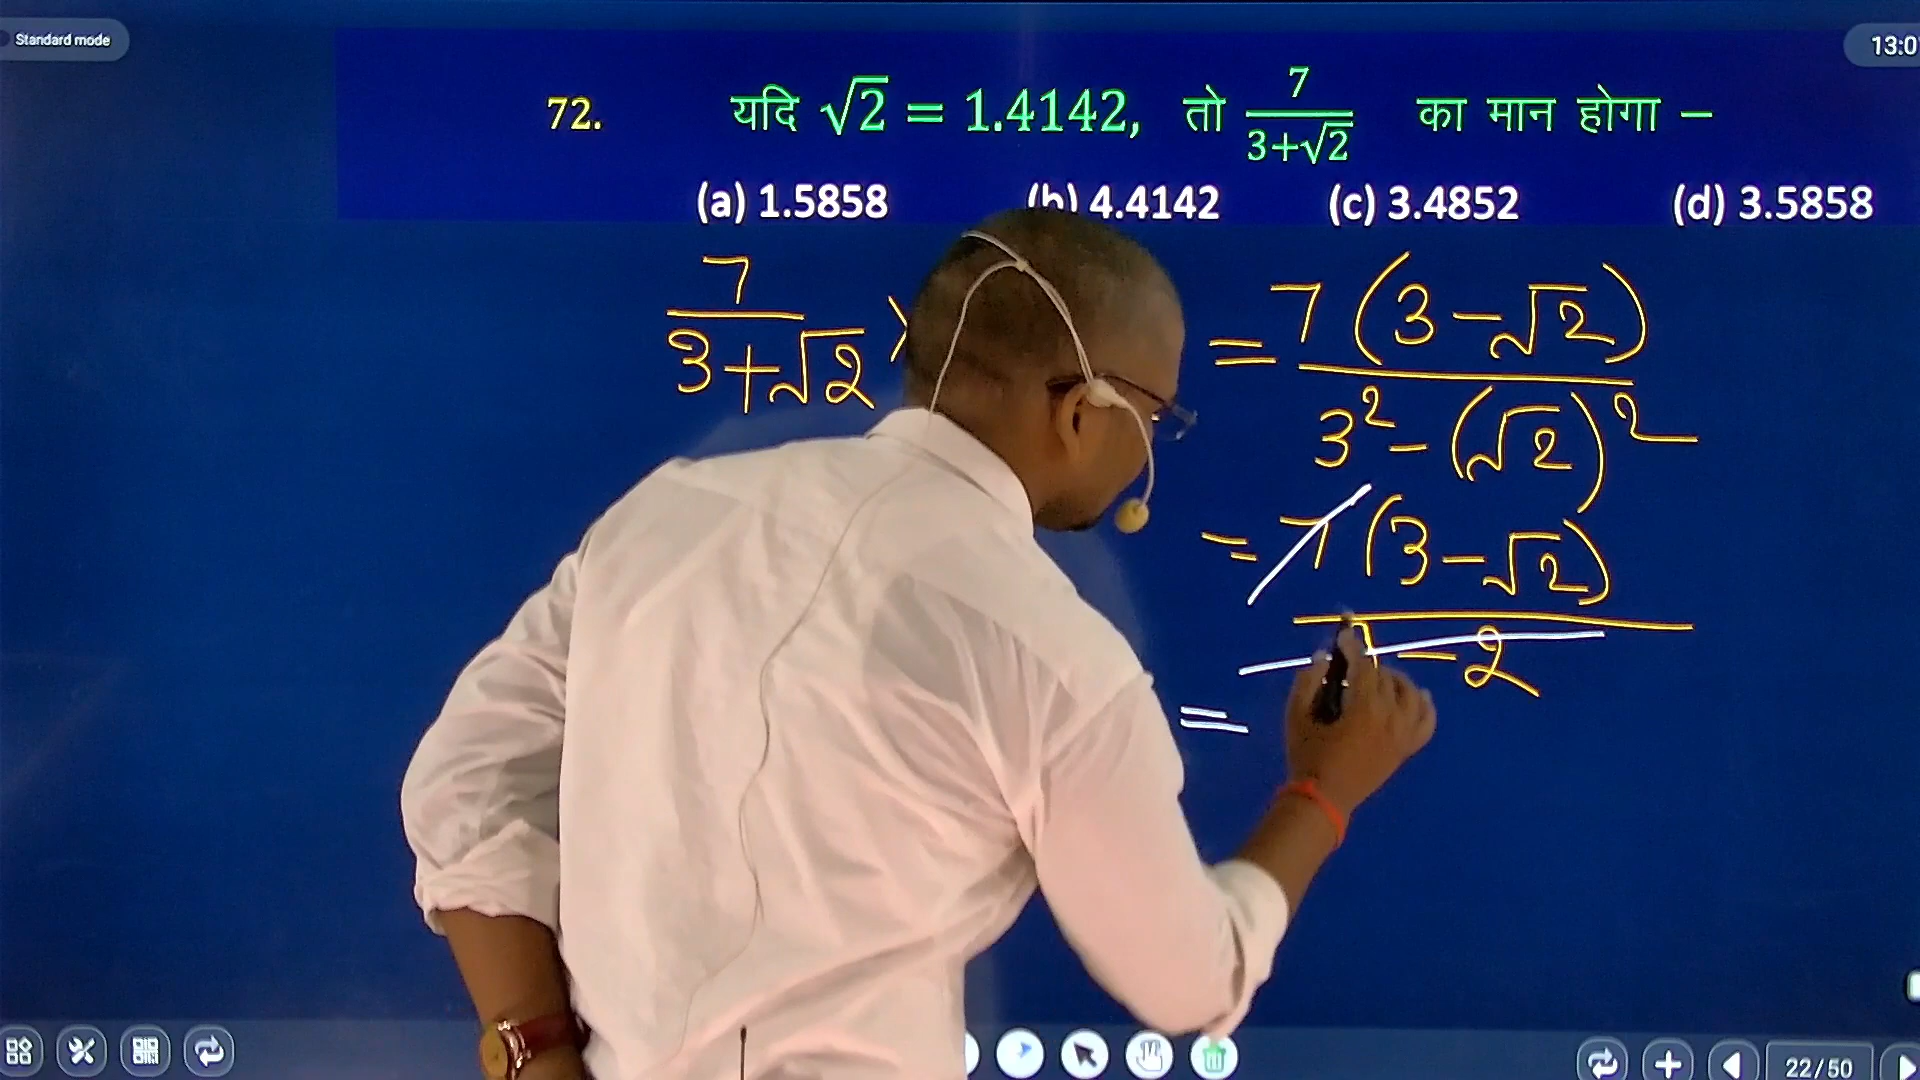 Standard mode
13:0
72. यदि √2 = 1.4142, तो 7/(3+√2) का मान होगा –
(a) 1.5858 (b) 4.4142 (c) 3.4852 (d) 3.5858
7/(3+√2)
= 7(3-√2)/(3²-(√2)²)
= 7(3-√2)
-2
=
22/50